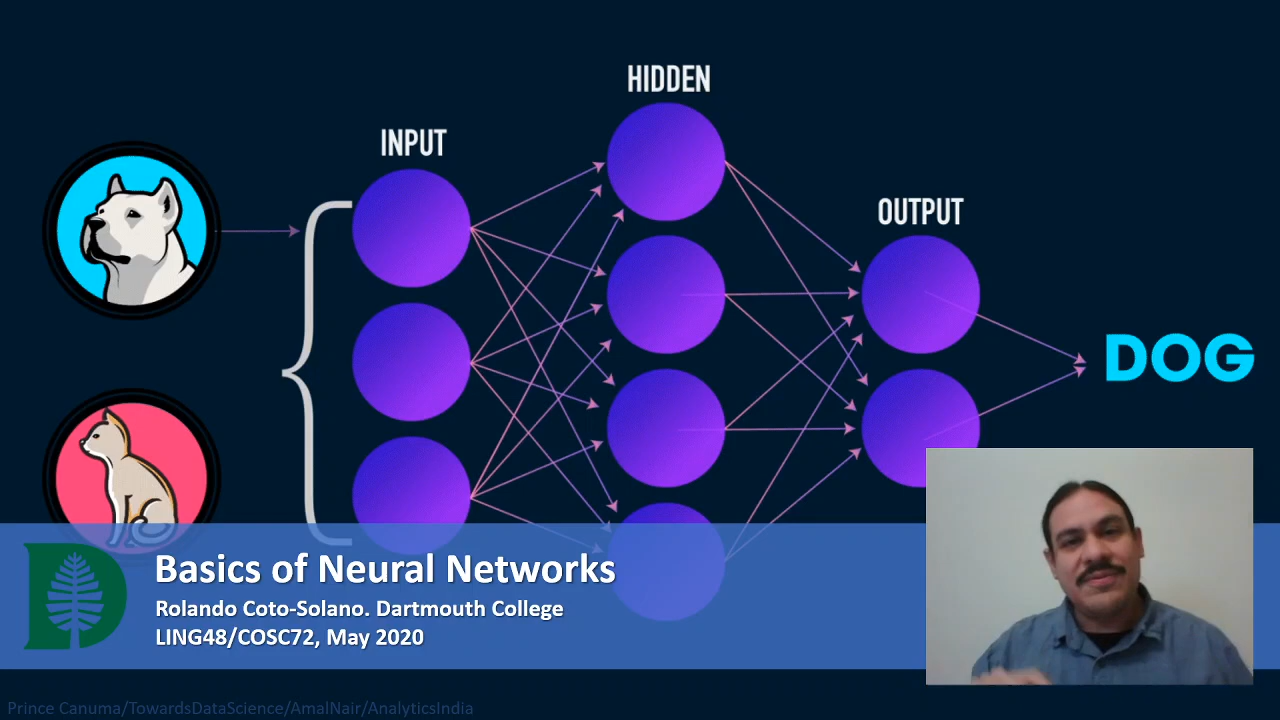 HIDDEN
INPUT
OUTPUT
DOG
Basics of Neural Networks
Rolando Coto-Solano. Dartmouth College
LING48/COSC72, May 2020
Prince Canuma/TowardsDataScience/AmalNair/AnalyticsIndia